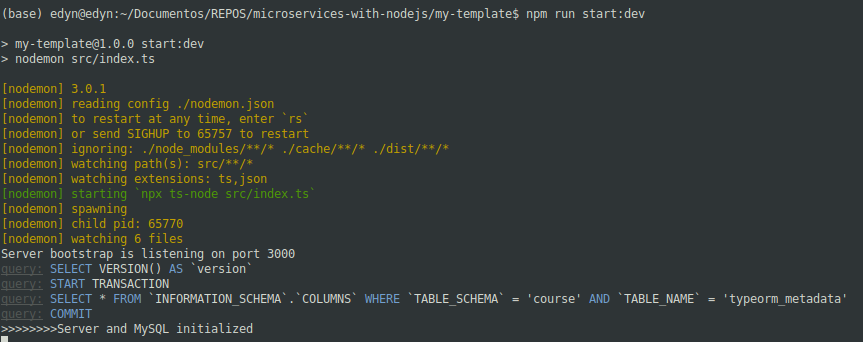 (base) edyn@edyn:~/Documentos/REPOS/microservices-with-nodejs/my-template$ npm run start:dev
> my-template@1.0.0 start:dev
> nodemon src/index.ts
[nodemon] 3.0.1
[nodemon] reading config ./nodemon.json
[nodemon] to restart at any time, enter `rs`
[nodemon] or send SIGHUP to 65757 to restart
[nodemon] ignoring: ./node_modules/**/* ./cache/**/* ./dist/**/*
[nodemon] watching path(s): src/**/*
[nodemon] watching extensions: ts,json
[nodemon] starting `npx ts-node src/index.ts`
[nodemon] spawning
[nodemon] child pid: 65770
[nodemon] watching 6 files
Server bootstrap is listening on port 3000
query: SELECT VERSION() AS `version`
query: START TRANSACTION
query: SELECT * FROM `INFORMATION_SCHEMA`.`COLUMNS` WHERE `TABLE_SCHEMA` = 'course' AND `TABLE_NAME` = 'typeorm_metadata'
query: COMMIT
>>>>>>>>Server and MySQL initialized